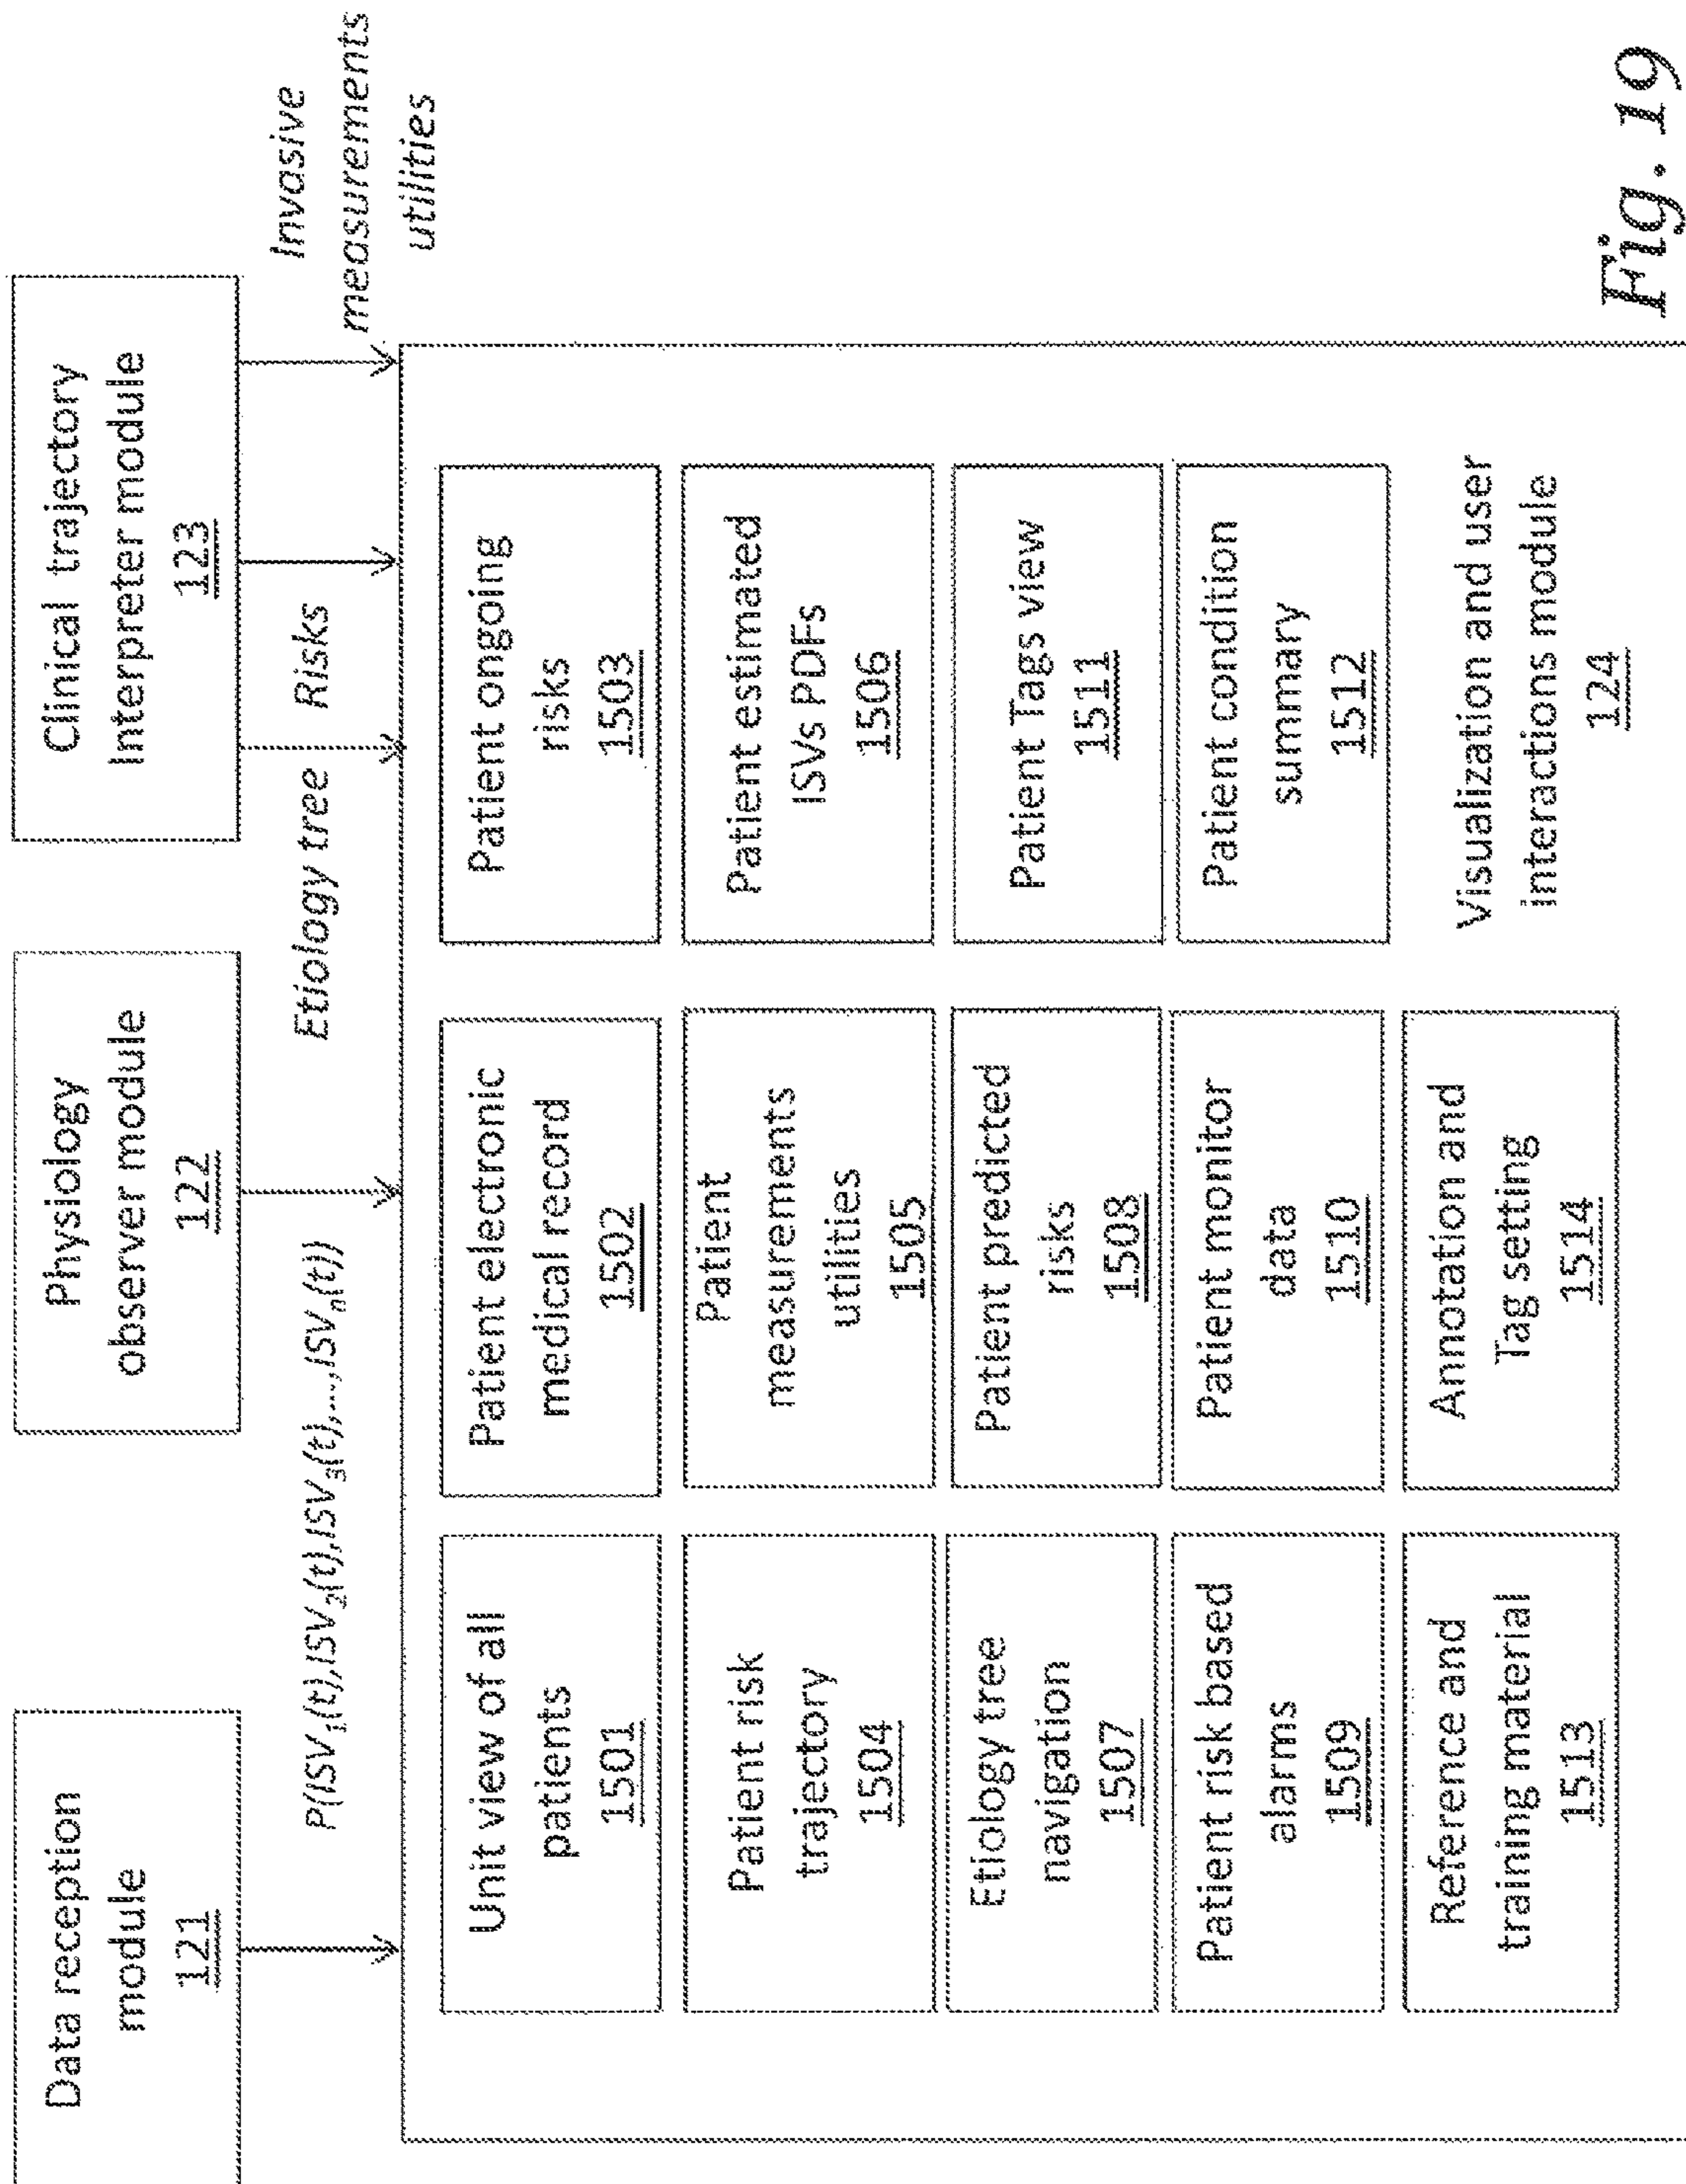 Data reception
module
121
Physiology
observer module
122
Clinical trajectory
Interpreter module
123
P(ISV₁(t),ISV₂(t),ISV₃(t),...,ISVₙ(t))
Etiology tree
Risks
Invasive
measurements
utilities
Unit view of all
patients
1501
Patient electronic
medical record
1502
Patient ongoing
risks
1503
Patient risk
trajectory
1504
Patient
measurements
utilities
1505
Patient estimated
ISVs PDFs
1506
Etiology tree
navigation
1507
Patient predicted
risks
1508
Patient Tags view
1511
Patient risk based
alarms
1509
Patient monitor
data
1510
Patient condition
summary
1512
Reference and
training material
1513
Annotation and
Tag setting
1514
Visualization and user
interactions module
124
Fig. 19